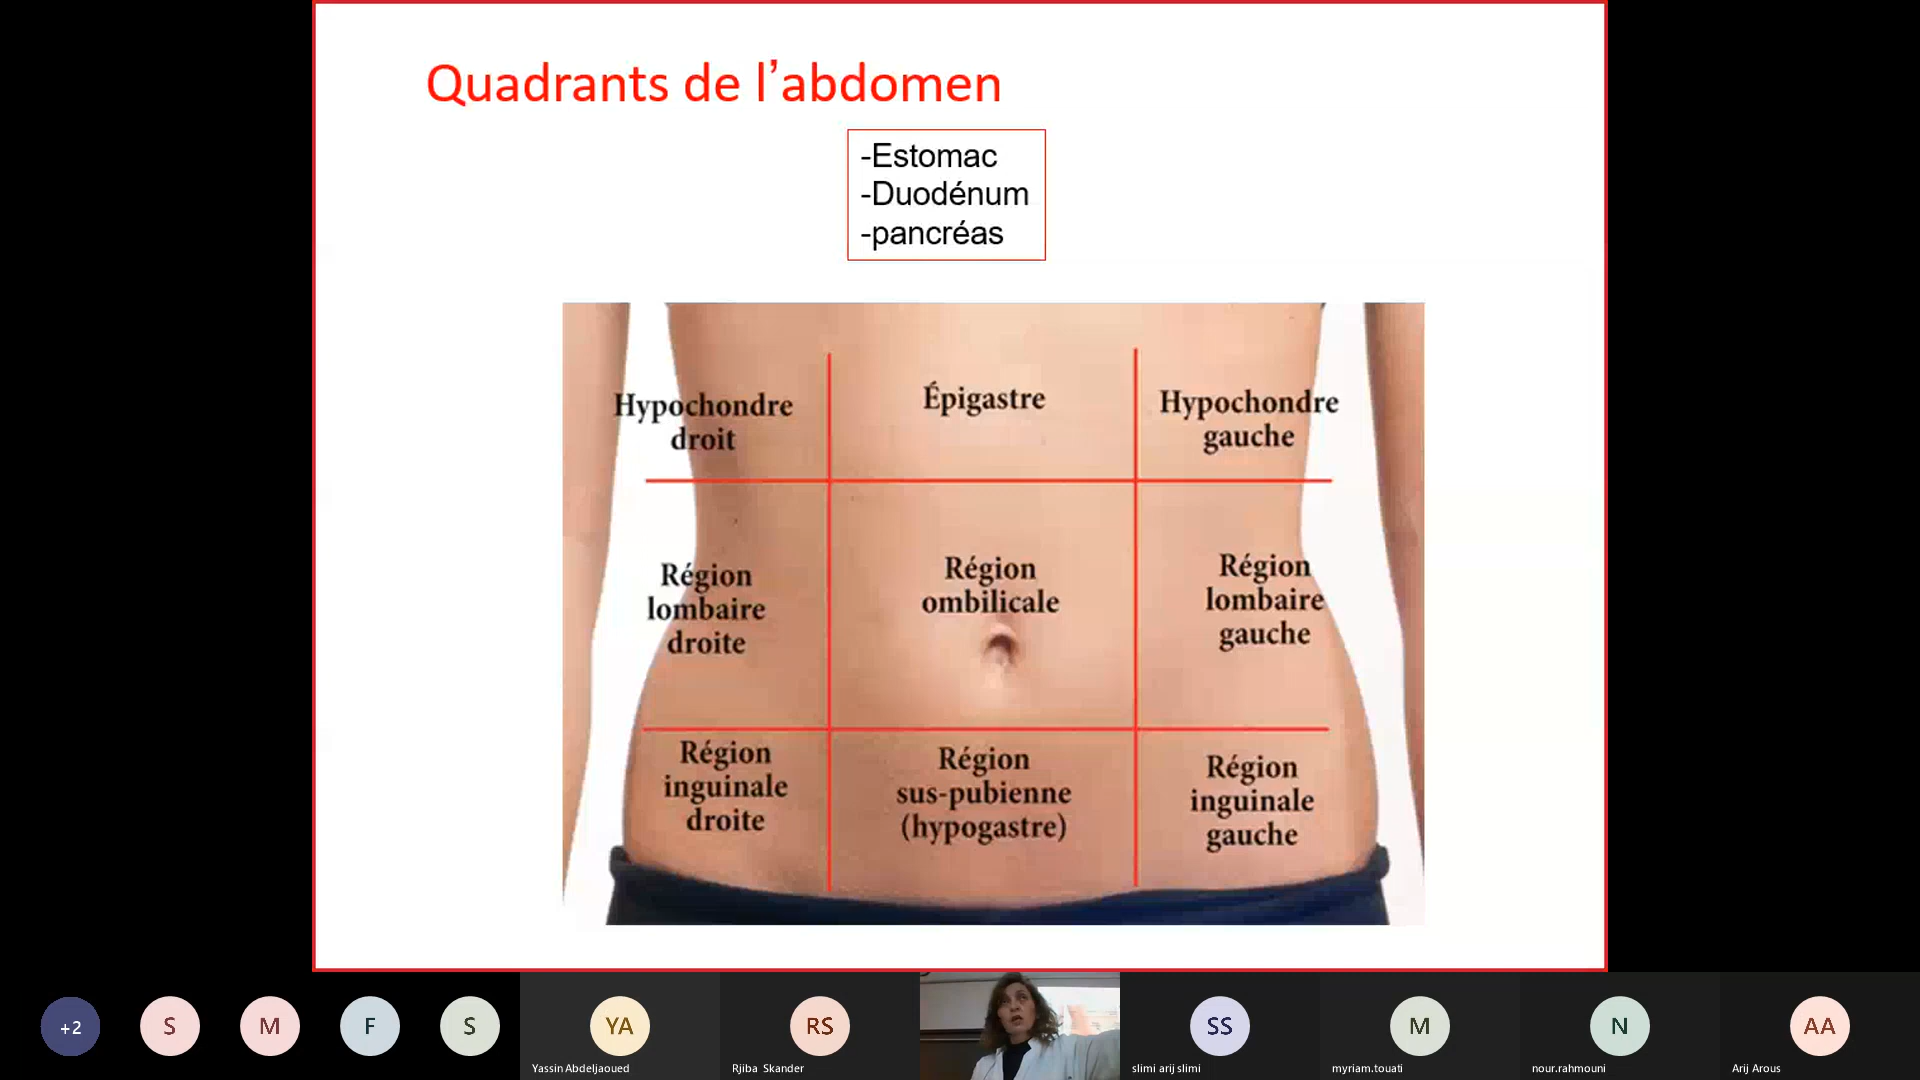 Quadrants de l’abdomen
-Estomac
-Duodénum
-pancréas
Hypochondre
droit
Épigastre
Hypochondre
gauche
Région
lombaire
droite
Région
ombilicale
Région
lombaire
gauche
Région
inguinale
droite
Région
sus-pubienne
(hypogastre)
Région
inguinale
gauche
+2
S
M
F
S
YA
Yassin Abdeljaoued
RS
Rjiba Skander
SS
slimi arij slimi
M
myriam.touati
N
nour.rahmouni
AA
Arij Arous